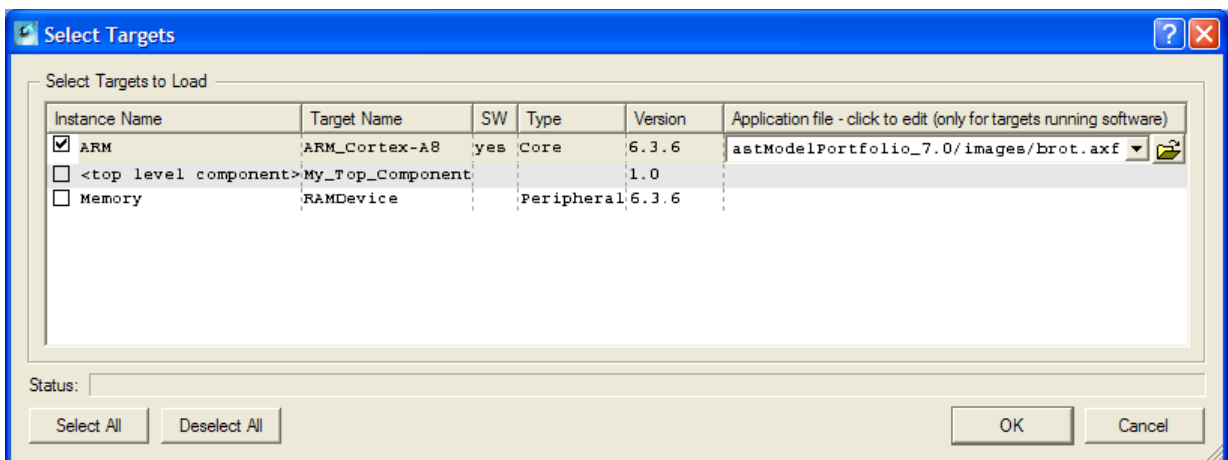 Select Targets
Select Targets to Load
Instance Name Target Name SW Type Version Application file - click to edit (only for targets running software)
ARM ARM_Cortex-A8 yes Core 6.3.6 astModelPortfolio_7.0/images/brot.axf
<top level component> My_Top_Component 1.0
Memory RAMDevice Peripheral 6.3.6
Status:
Select All Deselect All OK Cancel